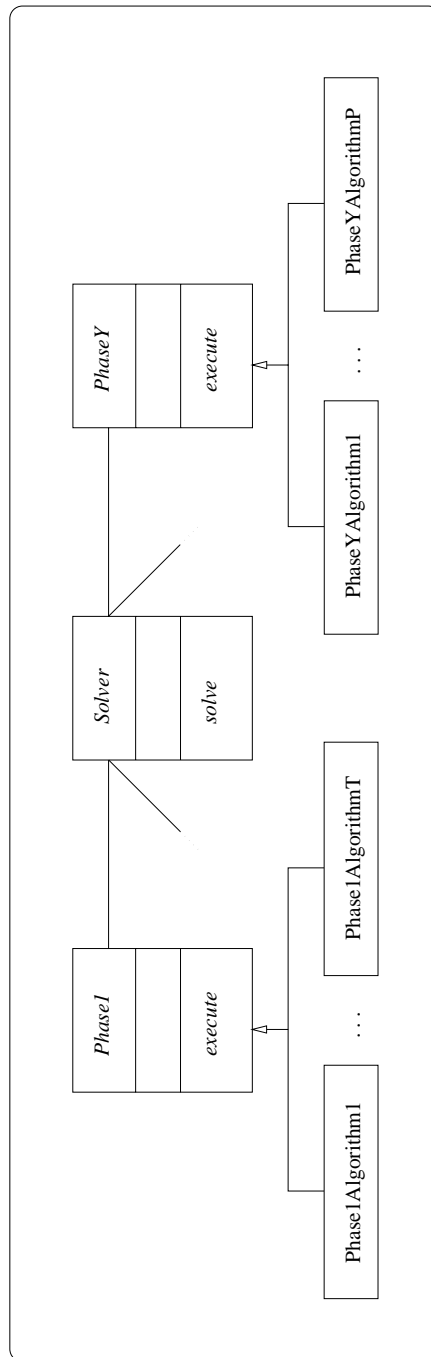 Phase1
Solver
PhaseY
execute
solve
execute
Phase1Algorithm1
...
Phase1AlgorithmT
PhaseYAlgorithm1
...
PhaseYAlgorithmP